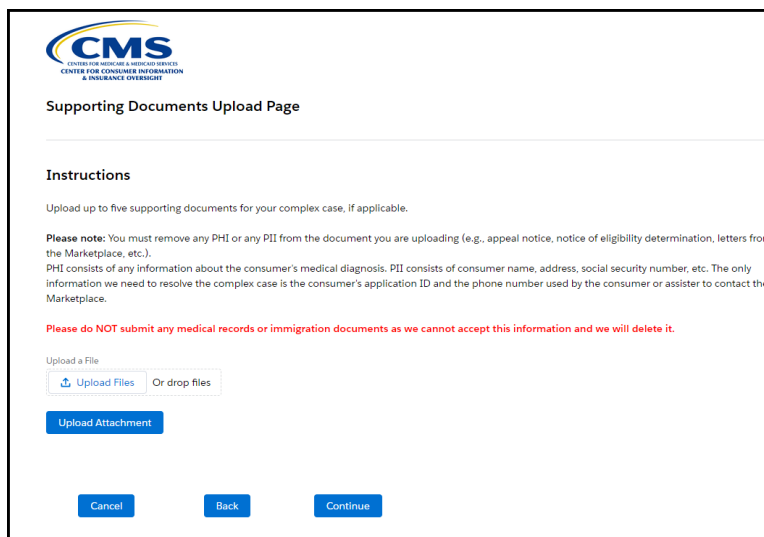 CMS
CENTERS FOR MEDICARE & MEDICAID SERVICES
CENTER FOR CONSUMER INFORMATION
& INSURANCE OVERSIGHT
Supporting Documents Upload Page
Instructions
Upload up to five supporting documents for your complex case, if applicable.
Please note: You must remove any PHI or any PII from the document you are uploading (e.g., appeal notice, notice of eligibility determination, letters from
the Marketplace, etc.).
PHI consists of any information about the consumer's medical diagnosis. PII consists of consumer name, address, social security number, etc. The only
information we need to resolve the complex case is the consumer's application ID and the phone number used by the consumer or assister to contact the
Marketplace.
Please do NOT submit any medical records or immigration documents as we cannot accept this information and we will delete it.
Upload a File
Upload Files Or drop files
Upload Attachment
Cancel Back Continue